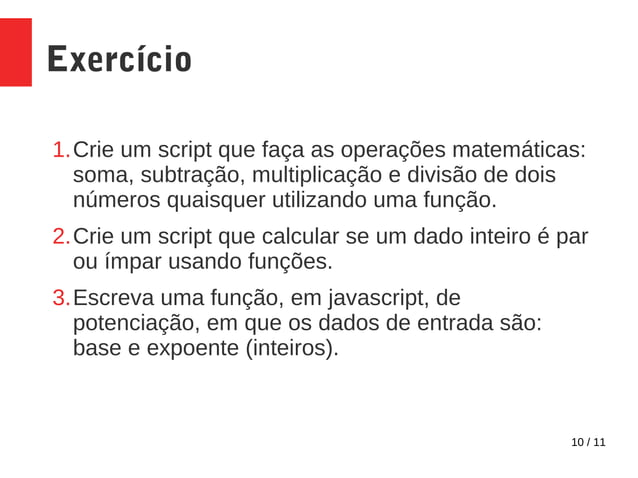 Exercício
1.Crie um script que faça as operações matemáticas:
soma, subtração, multiplicação e divisão de dois
números quaisquer utilizando uma função.
2.Crie um script que calcular se um dado inteiro é par
ou ímpar usando funções.
3.Escreva uma função, em javascript, de
potenciação, em que os dados de entrada são:
base e expoente (inteiros).
10 / 11